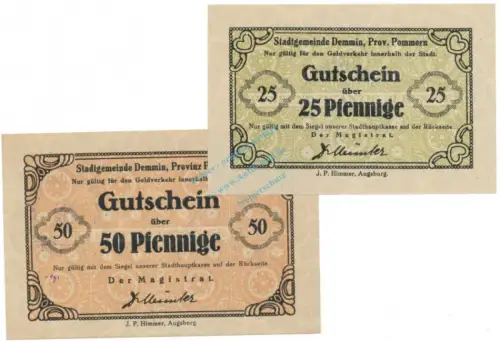 Stadtgemeinde Demmin, Prov. Pommern
Nur gültig für den Geldverkehr innerhalb der Stadt.
Gutschein
über
25 25 Pfennige 25
Nur gültig mit dem Siegel unserer Stadthauptkasse auf der Rückseite
Der Magistrat.
J. P. Himmer, Augsburg.
Stadtgemeinde Demmin, Provinz P
Nur gültig für den Geldverkehr innerhalb
Gutschein
über
50 50 Pfennige 50
Nur gültig mit dem Siegel unserer Stadthauptkasse auf der Rückseite
Der Magistrat.
J. P. Himmer, Augsburg.